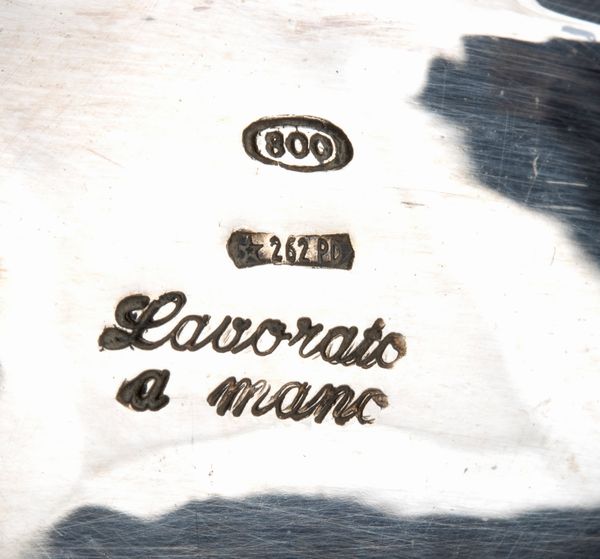 800
★ 262 PD
Lavorato
a mano